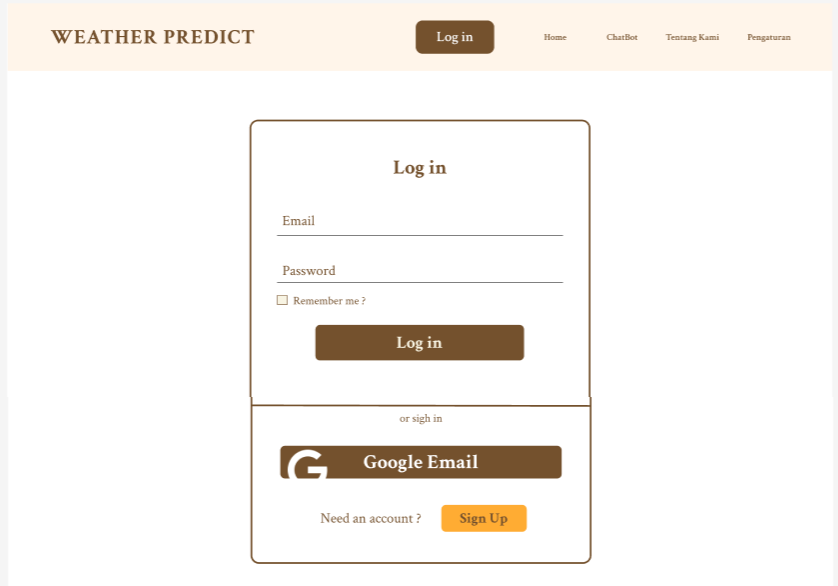 WEATHER PREDICT
Log in
Home
ChatBot
Tentang Kami
Pengaturan
Log in
Email
Password
Remember me ?
Log in
or sigh in
G
Google Email
Need an account ?
Sign Up